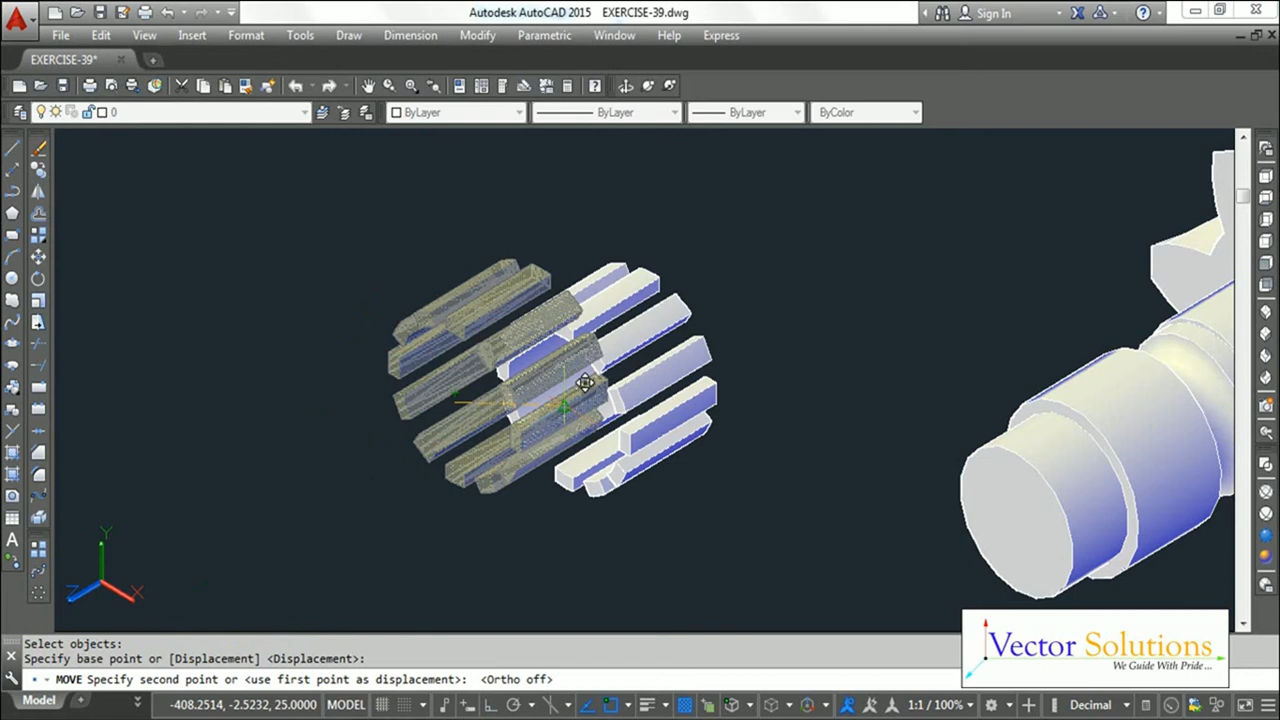 Autodesk AutoCAD 2015 EXERCISE-39.dwg
Sign In
File Edit View Insert Format Tools Draw Dimension Modify Parametric Window Help Express
EXERCISE-39*
0 ByLayer ByLayer ByLayer ByColor
Y
Z X
Select objects:
Specify base point or [Displacement] <Displacement>:
MOVE Specify second point or <use first point as displacement>: <Ortho off>
Vector Solutions
We Guide With Pride...
Model -408.2514, -2.5232, 25.0000 MODEL 1:1 / 100% Decimal